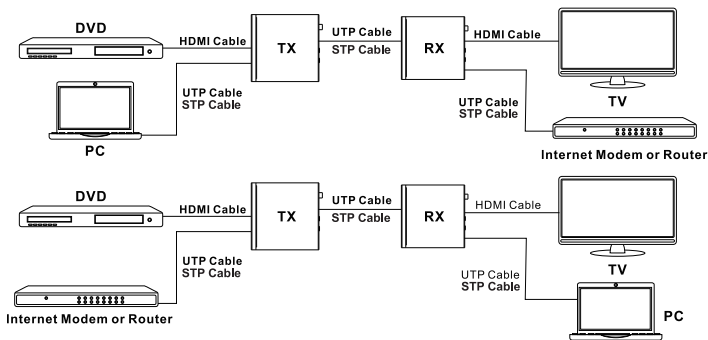 DVD
HDMI Cable
TX
UTP Cable
STP Cable
RX
HDMI Cable
TV
UTP Cable
STP Cable
PC
UTP Cable
STP Cable
Internet Modem or Router
DVD
HDMI Cable
TX
UTP Cable
STP Cable
RX
HDMI Cable
TV
UTP Cable
STP Cable
Internet Modem or Router
UTP Cable
STP Cable
PC